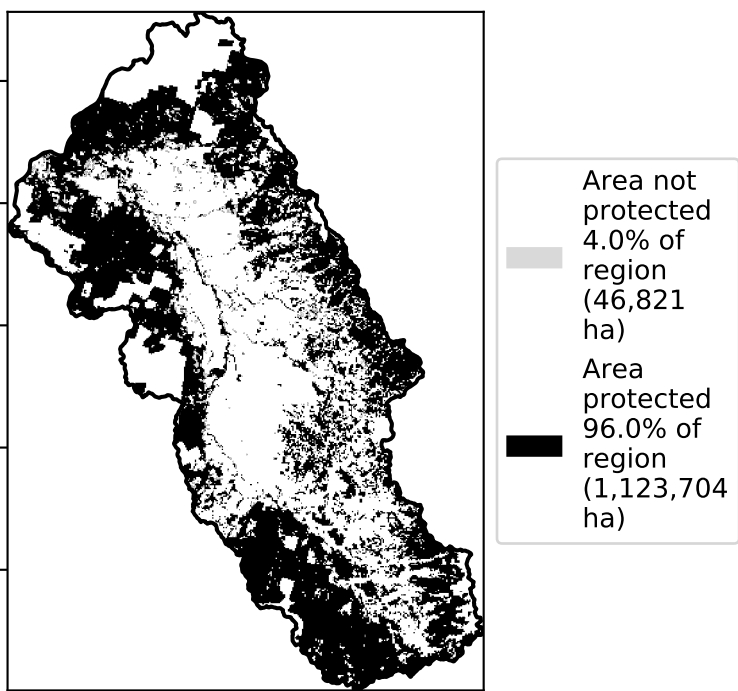 Area not
protected
4.0% of
region
(46,821
ha)
Area
protected
96.0% of
region
(1,123,704
ha)